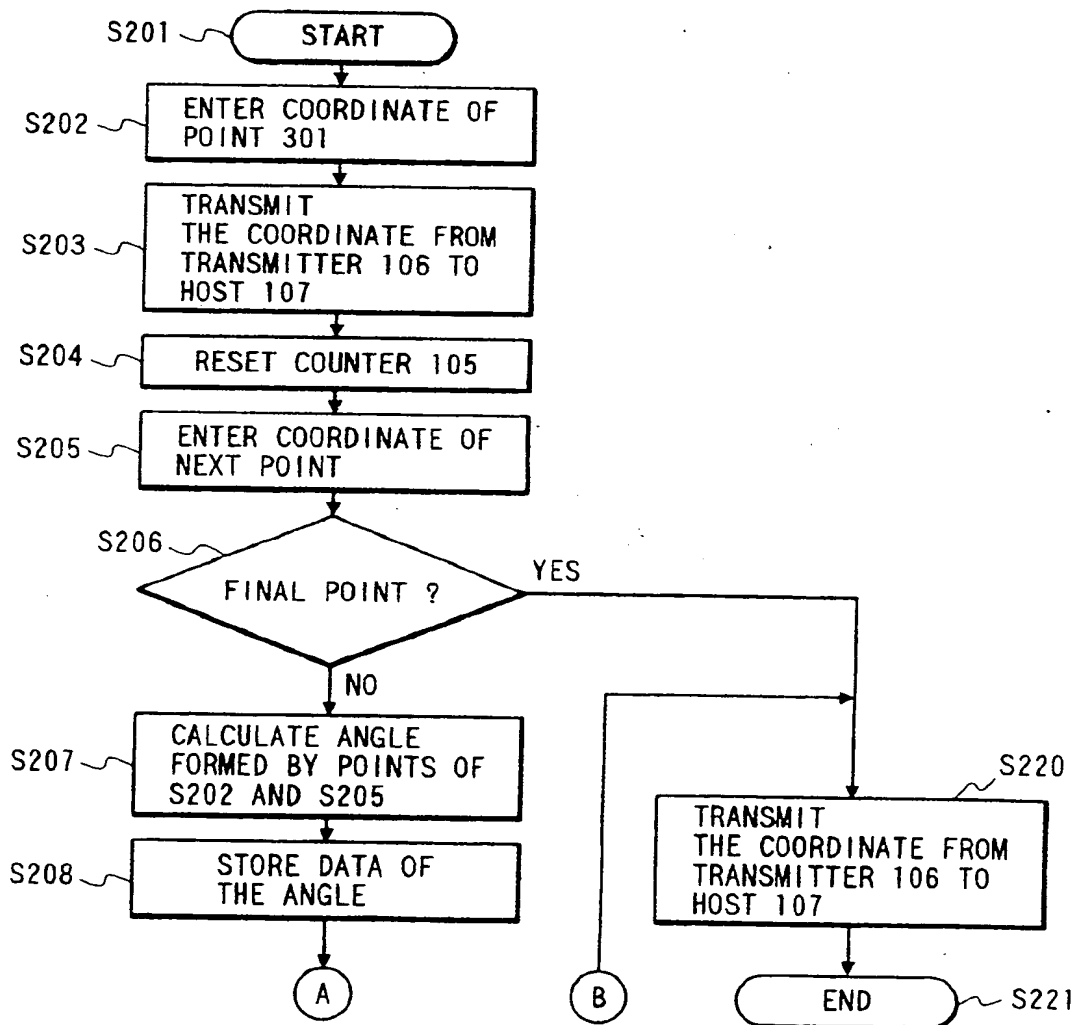 S201
START
S202
ENTER COORDINATE OF
POINT 301
S203
TRANSMIT
THE COORDINATE FROM
TRANSMITTER 106 TO
HOST 107
S204
RESET COUNTER 105
S205
ENTER COORDINATE OF
NEXT POINT
S206
FINAL POINT ?
YES
NO
S207
CALCULATE ANGLE
FORMED BY POINTS OF
S202 AND S205
S208
STORE DATA OF
THE ANGLE
A
B
S220
TRANSMIT
THE COORDINATE FROM
TRANSMITTER 106 TO
HOST 107
END
S221